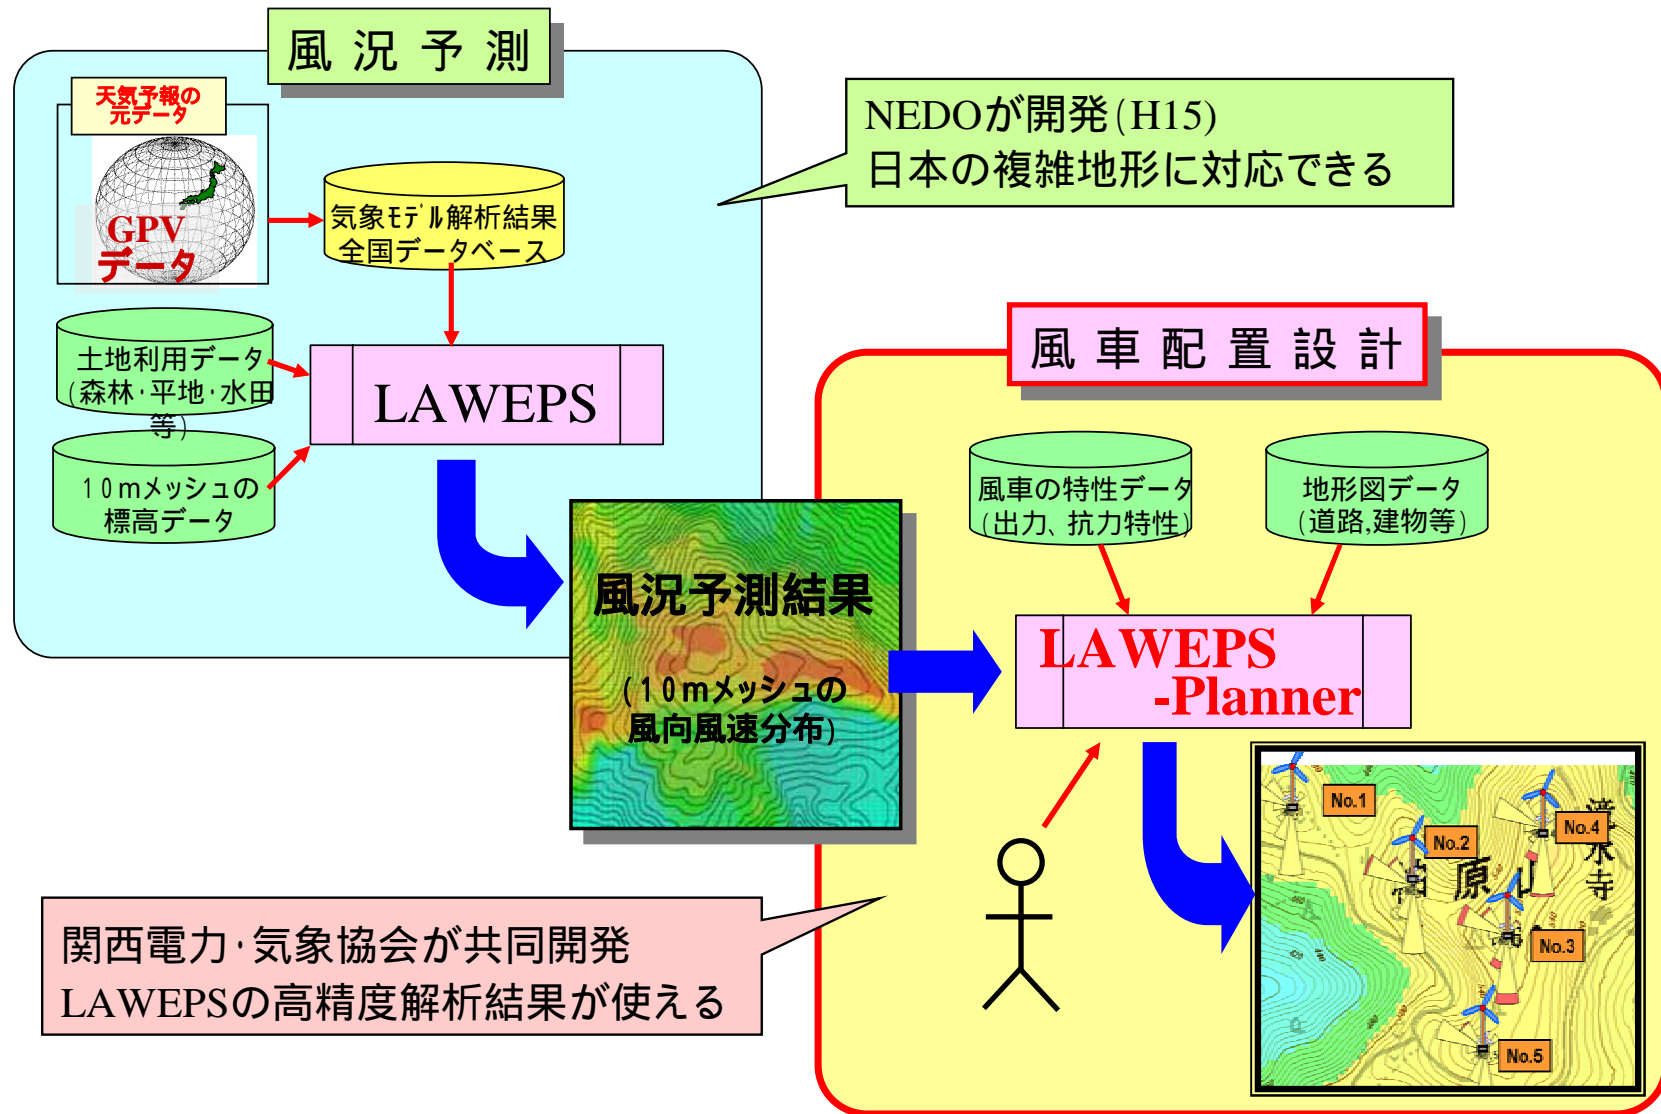 風況予測
天気予報の
元データ
GPV
データ
気象ﾓﾃﾞﾙ解析結果
全国データベース
NEDOが開発(H15)
日本の複雑地形に対応できる
土地利用データ
(森林・平地・水田
等)
LAWEPS
10mメッシュの
標高データ
風況予測結果
(10mメッシュの
風向風速分布)
風車配置設計
風車の特性データ
(出力、抗力特性)
地形図データ
(道路,建物等)
LAWEPS
-Planner
No.1
No.2
No.4
No.3
No.5
原
水
寺
関西電力・気象協会が共同開発
LAWEPSの高精度解析結果が使える